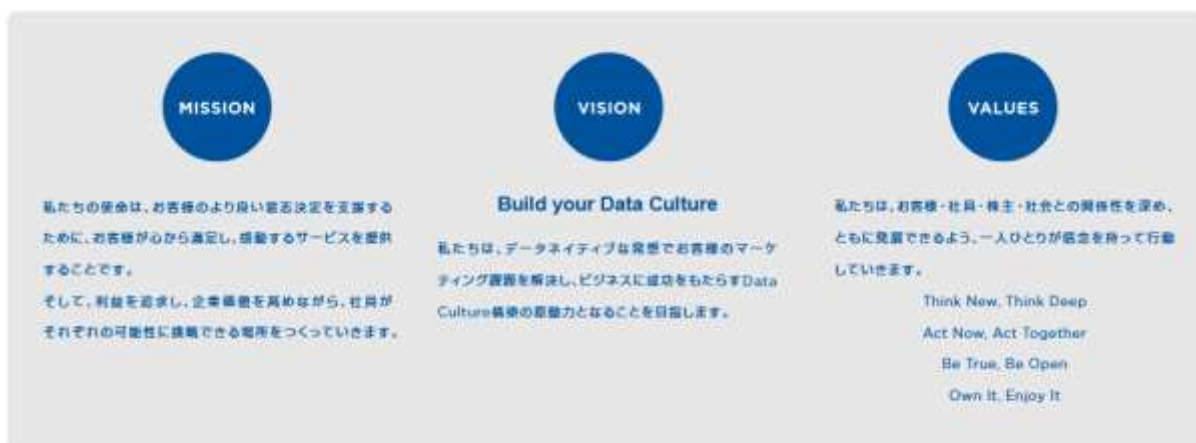 MISSION
私たちの使命は、お客様のより良い意志決定を支援する
ために、お客様が心から満足し、感動するサービスを提供
することです。
そして、利益を追求し、企業価値を高めながら、社員が
それぞれの可能性に挑戦できる場所をつくっていきます。
VISION
Build your Data Culture
私たちは、データネイティブな発想でお客様のマーケ
ティング課題を解決し、ビジネスに成功をもたらすData
Culture構築の原動力となることを目指します。
VALUES
私たちは、お客様・社員・株主・社会との関係性を深め、
ともに発展できるよう、一人ひとりが信念を持って行動
していきます。
Think New, Think Deep
Act Now, Act Together
Be True, Be Open
Own It, Enjoy It